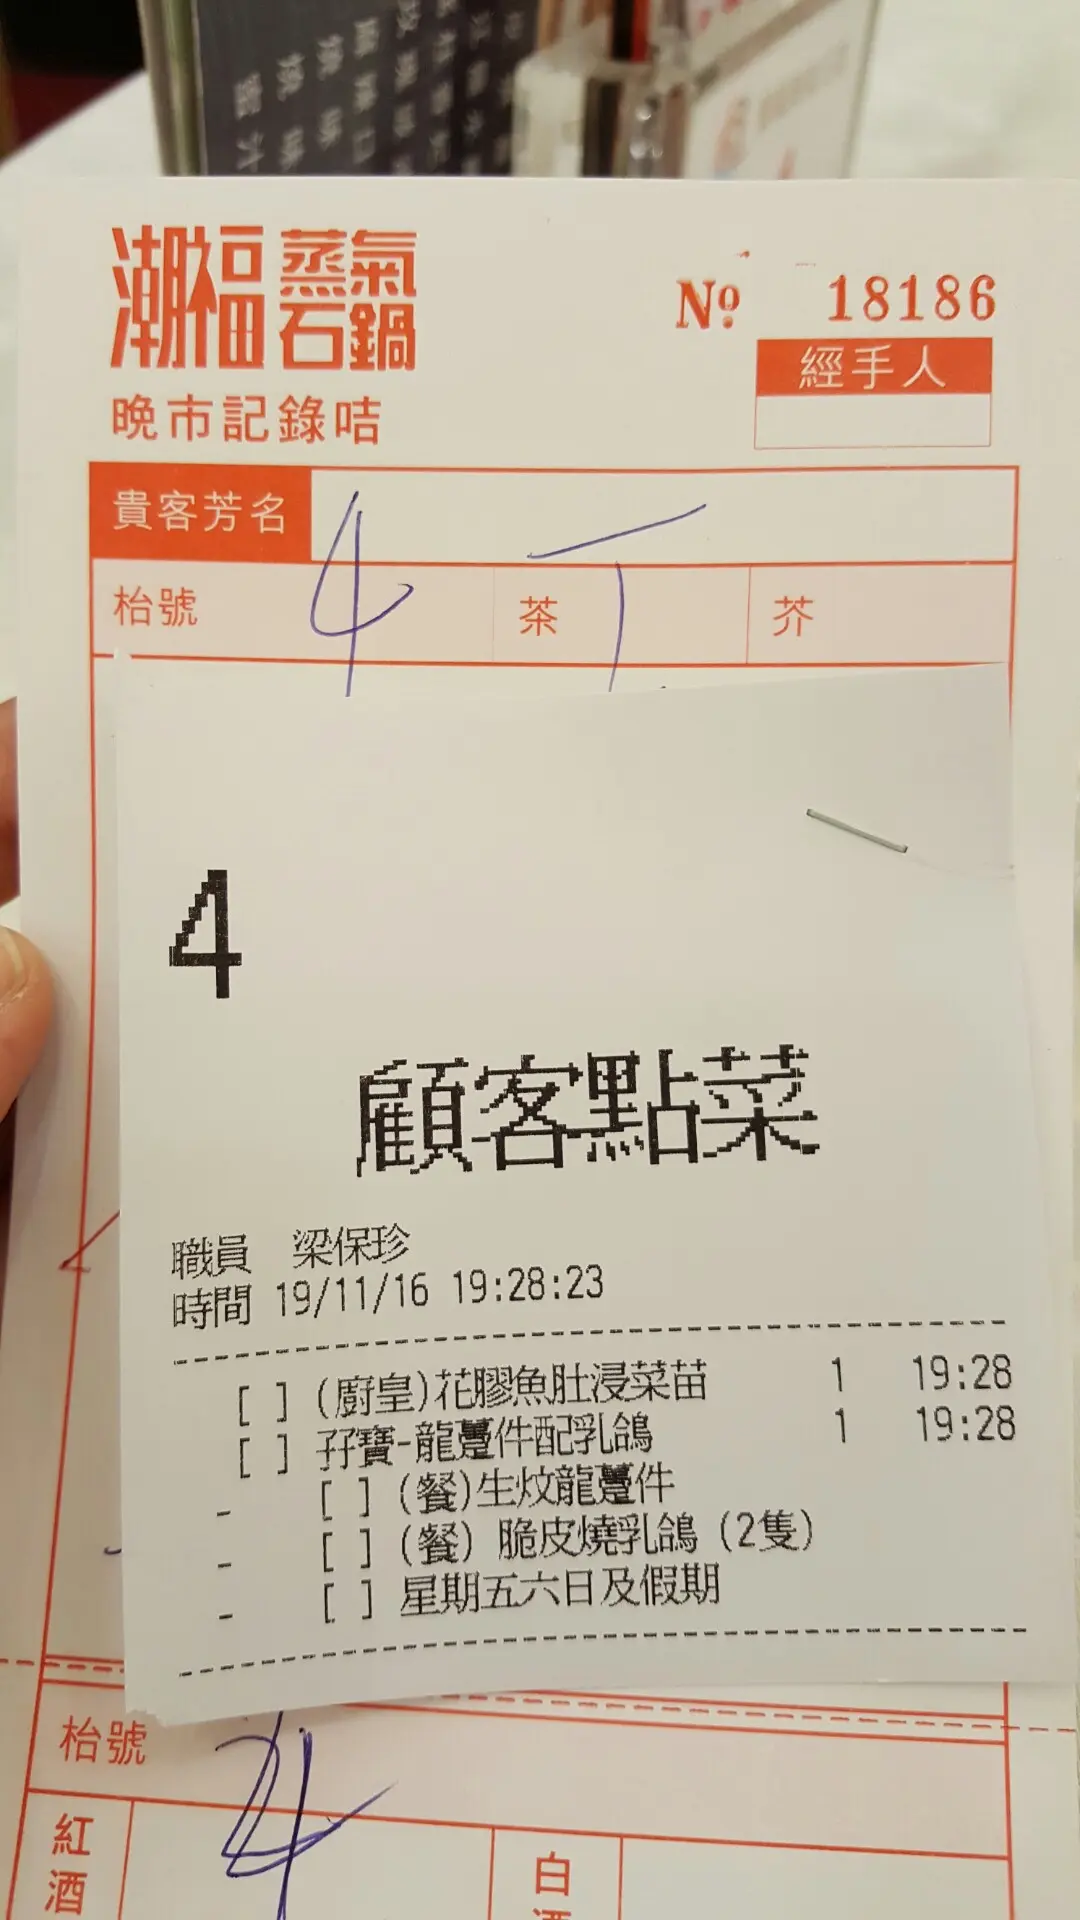 潮福 蒸氣石鍋
晚市記錄咭
No 18186
經手人
貴客芳名
枱號 4 茶 丁 芥
4
顧客點菜
職員 梁保珍
時間 19/11/16 19:28:23
[ ] (廚皇)花膠魚肚浸菜苗 1 19:28
[ ] 孖寶-龍躉件配乳鴿 1 19:28
- [ ] (餐)生炆龍躉件
- [ ] (餐) 脆皮燒乳鴿 (2隻)
- [ ] 星期五六日及假期
枱號 4
紅酒
白酒